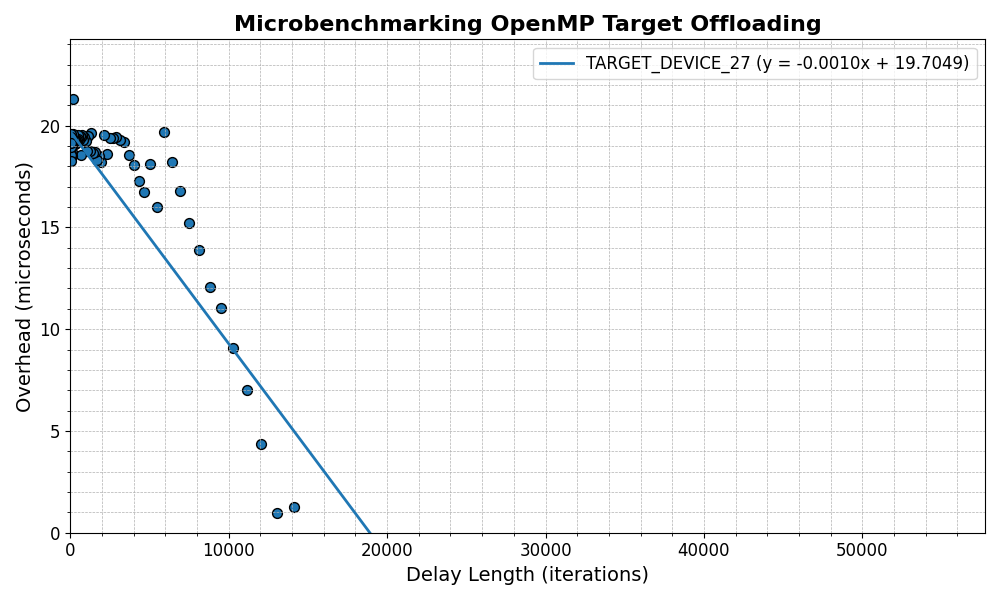 Microbenchmarking OpenMP Target Offloading
TARGET_DEVICE_27 (y = -0.0010x + 19.7049)
Overhead (microseconds)
20
15
10
5
0
0 10000 20000 30000 40000 50000
Delay Length (iterations)